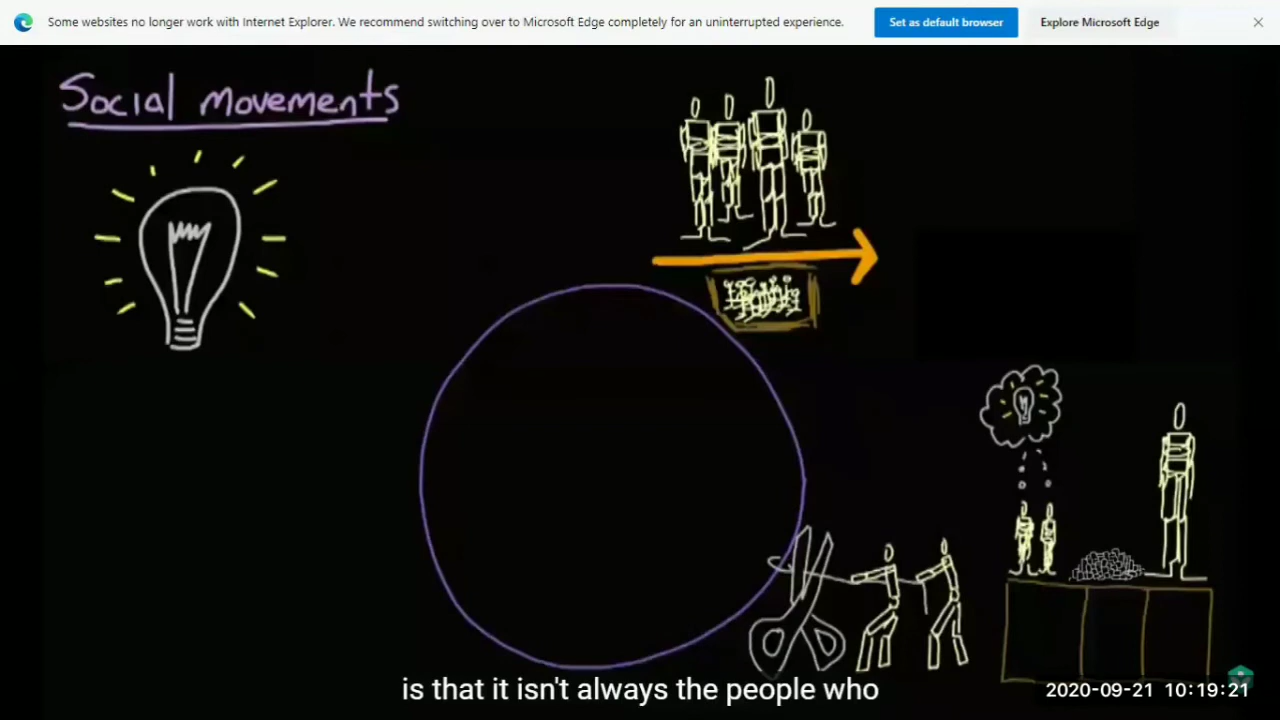 Some websites no longer work with Internet Explorer. We recommend switching over to Microsoft Edge completely for an uninterrupted experience.
Set as default browser
Explore Microsoft Edge
Social movements
is that it isn't always the people who
2020-09-21 10:19:21